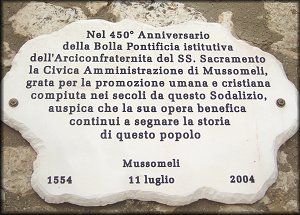 Nel 450° Anniversario
della Bolla Pontificia istitutiva
dell'Arciconfraternita del SS. Sacramento
la Civica Amministrazione di Mussomeli,
grata per la promozione umana e cristiana
compiuta nei secoli da questo Sodalizio,
auspica che la sua opera benefica
continui a segnare la storia
di questo popolo
Mussomeli
1554 11 luglio 2004